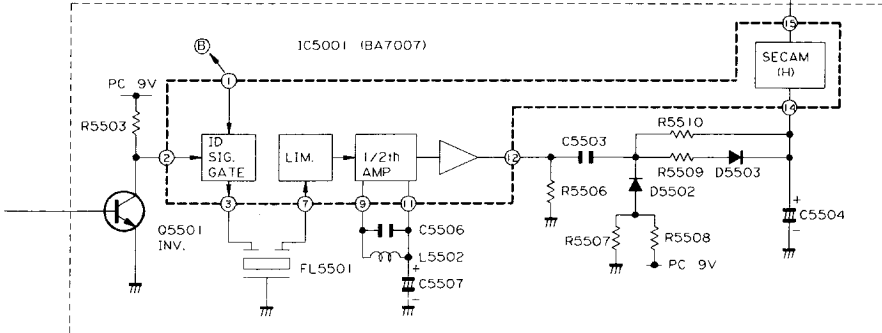 15
B
IC5001 (BA7007)
SECAM
(H)
PC 9V
1
14
R5503
R5510
C5503
2
ID
SIG.
GATE
LIM.
1/2th
AMP
12
R5509
D5503
R5506
D5502
3
7
9
11
C5504
+
-
Q5501
INV.
C5506
R5507
R5508
L5502
FL5501
+
C5507
-
PC 9V